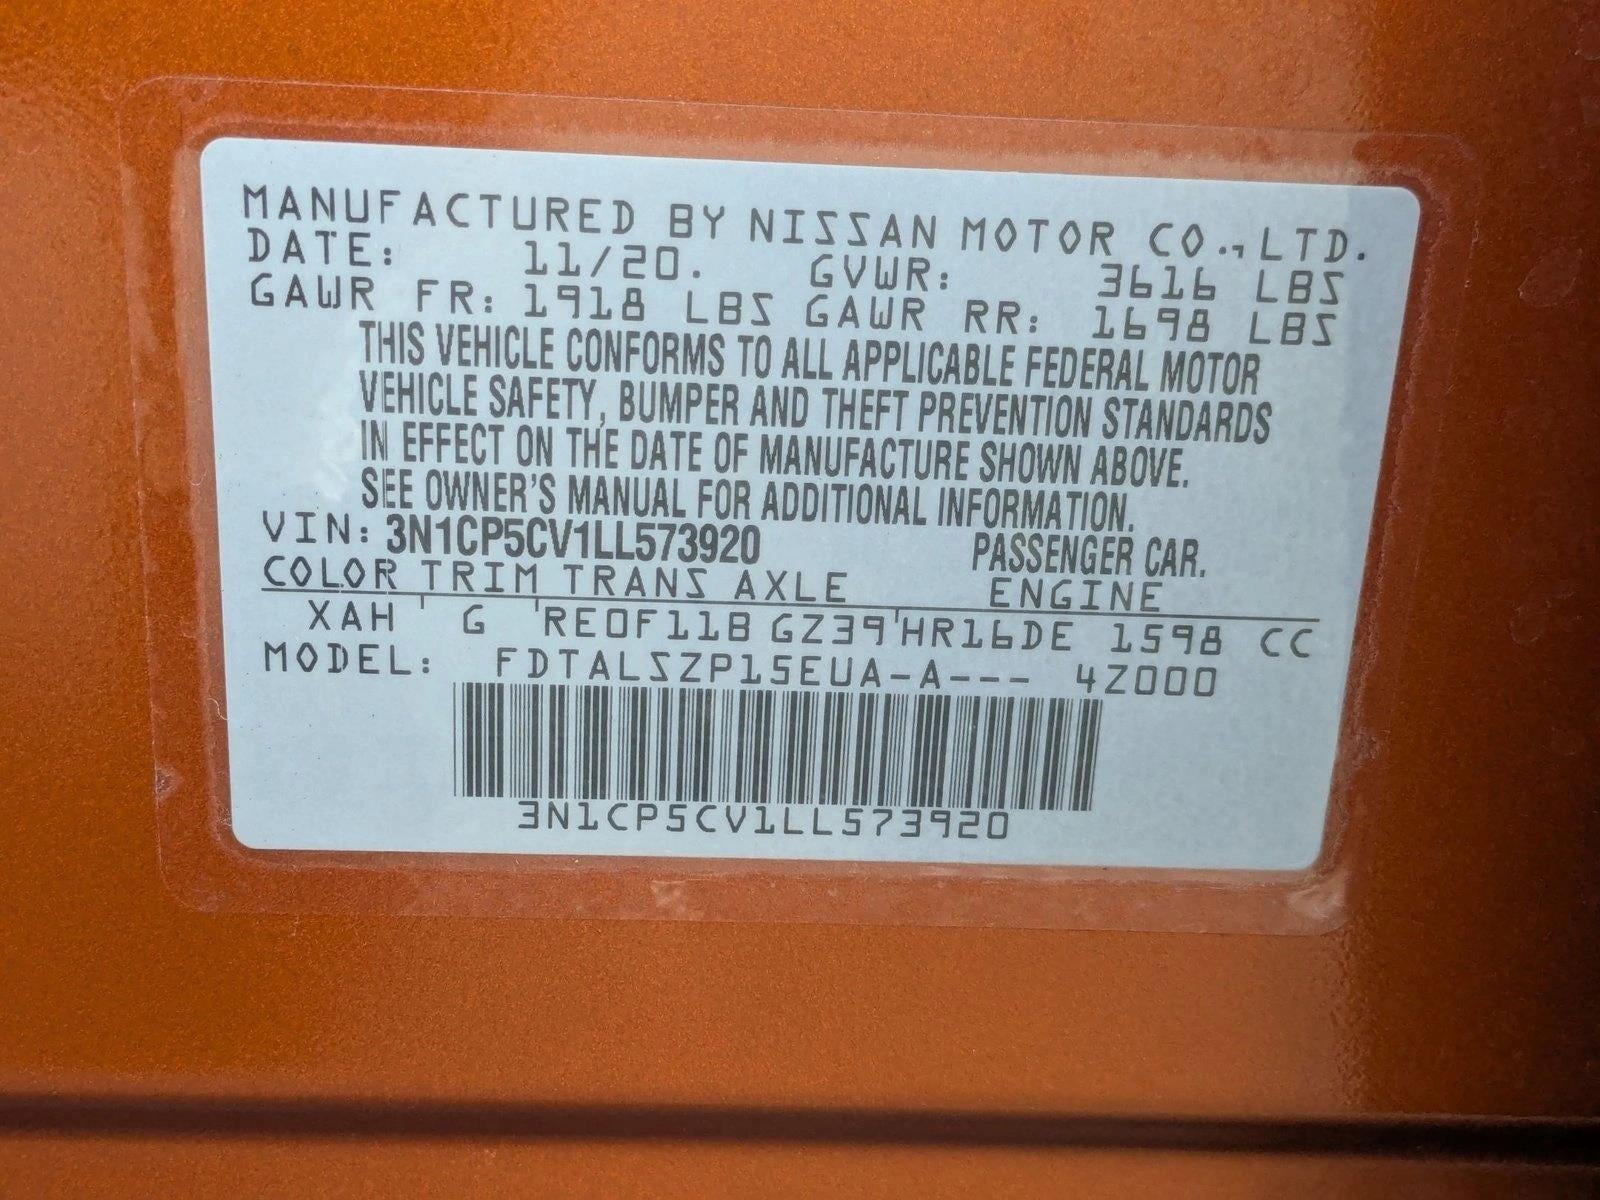 MANUFACTURED BY NISSAN MOTOR CO., LTD.
DATE: 11/20. GVWR: 3616 LBS
GAWR FR: 1918 LBS GAWR RR: 1698 LBS
THIS VEHICLE CONFORMS TO ALL APPLICABLE FEDERAL MOTOR
VEHICLE SAFETY, BUMPER AND THEFT PREVENTION STANDARDS
IN EFFECT ON THE DATE OF MANUFACTURE SHOWN ABOVE.
SEE OWNER'S MANUAL FOR ADDITIONAL INFORMATION.
VIN: 3N1CP5CV1LL573920 PASSENGER CAR.
COLOR TRIM TRANS AXLE ENGINE
XAH ' G 'RE0F11B GZ39'HR16DE 1598 CC
MODEL: FDTALSZP15EUA-A--- 4Z000
3N1CP5CV1LL573920